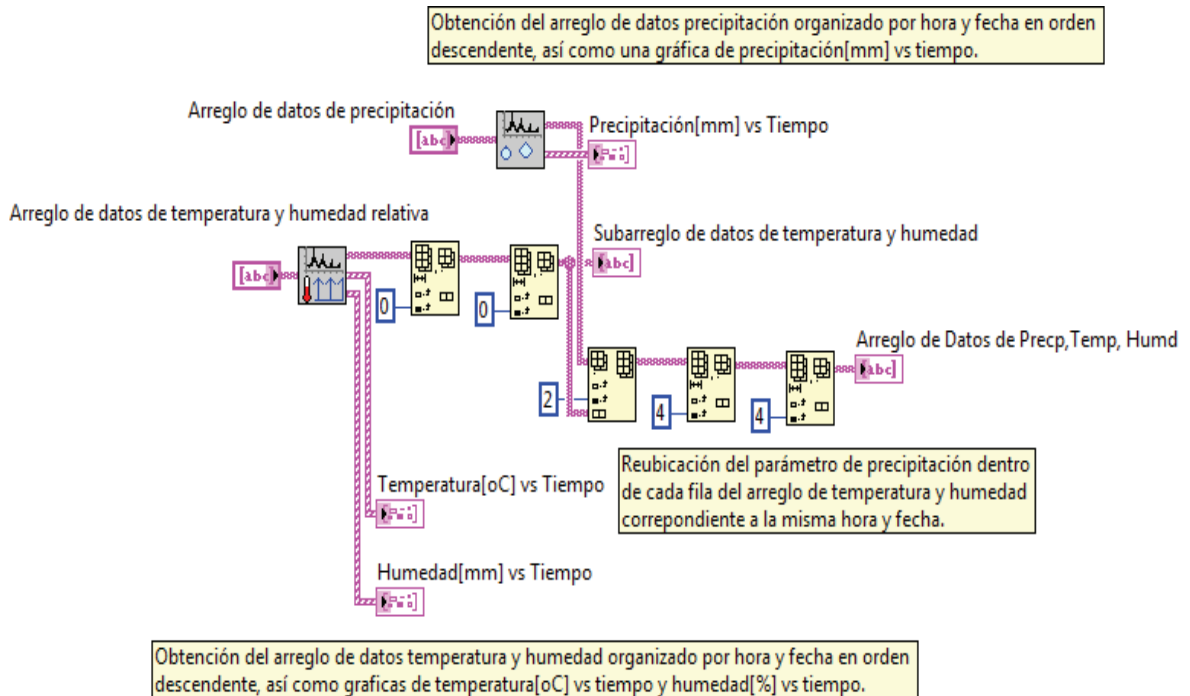 Obtención del arreglo de datos precipitación organizado por hora y fecha en orden
descendente, así como una gráfica de precipitación[mm] vs tiempo.
Arreglo de datos de precipitación
[abc]
Precipitación[mm] vs Tiempo
Arreglo de datos de temperatura y humedad relativa
[abc]
Subarreglo de datos de temperatura y humedad
abc]
0
0
Arreglo de Datos de Precp,Temp, Humd
abc]
2
4
4
Reubicación del parámetro de precipitación dentro
de cada fila del arreglo de temperatura y humedad
correpondiente a la misma hora y fecha.
Temperatura[oC] vs Tiempo
Humedad[mm] vs Tiempo
Obtención del arreglo de datos temperatura y humedad organizado por hora y fecha en orden
descendente, así como graficas de temperatura[oC] vs tiempo y humedad[%] vs tiempo.